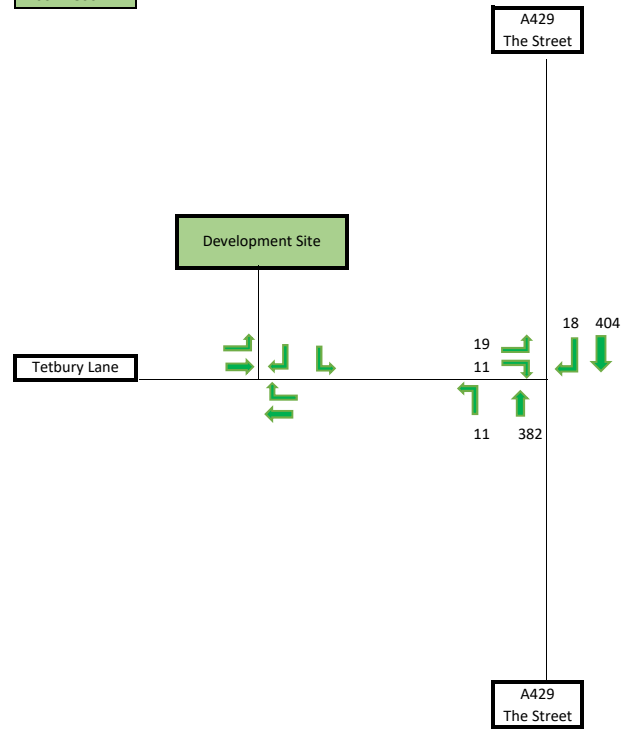 A429
The Street
Development Site
18 404
19
Tetbury Lane
11
11 382
A429
The Street